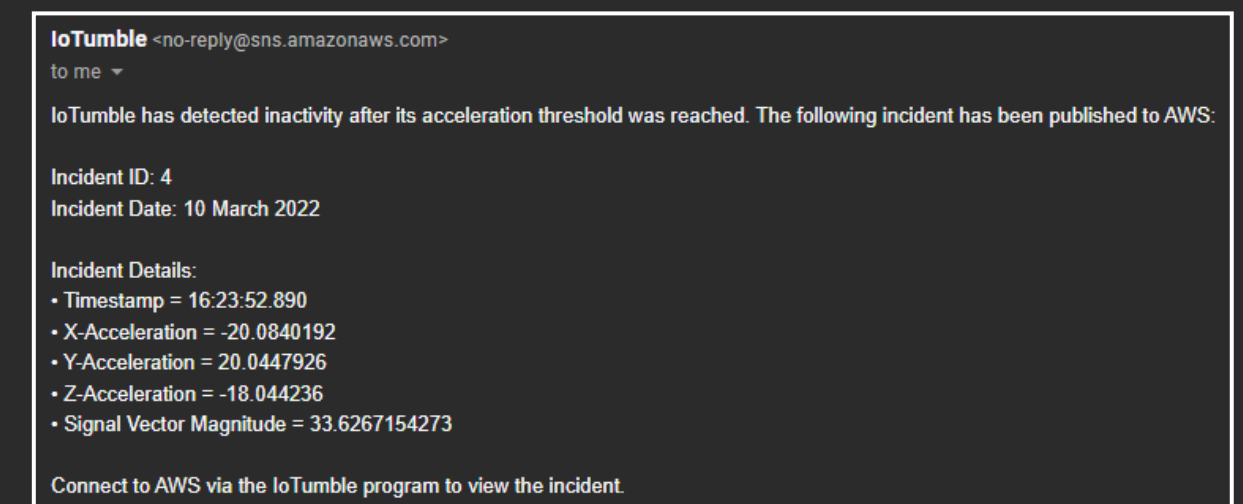 IoTumble <no-reply@sns.amazonaws.com>
to me
IoTumble has detected inactivity after its acceleration threshold was reached. The following incident has been published to AWS:
Incident ID: 4
Incident Date: 10 March 2022
Incident Details:
• Timestamp = 16:23:52.890
• X-Acceleration = -20.0840192
• Y-Acceleration = 20.0447926
• Z-Acceleration = -18.044236
• Signal Vector Magnitude = 33.6267154273
Connect to AWS via the IoTumble program to view the incident.